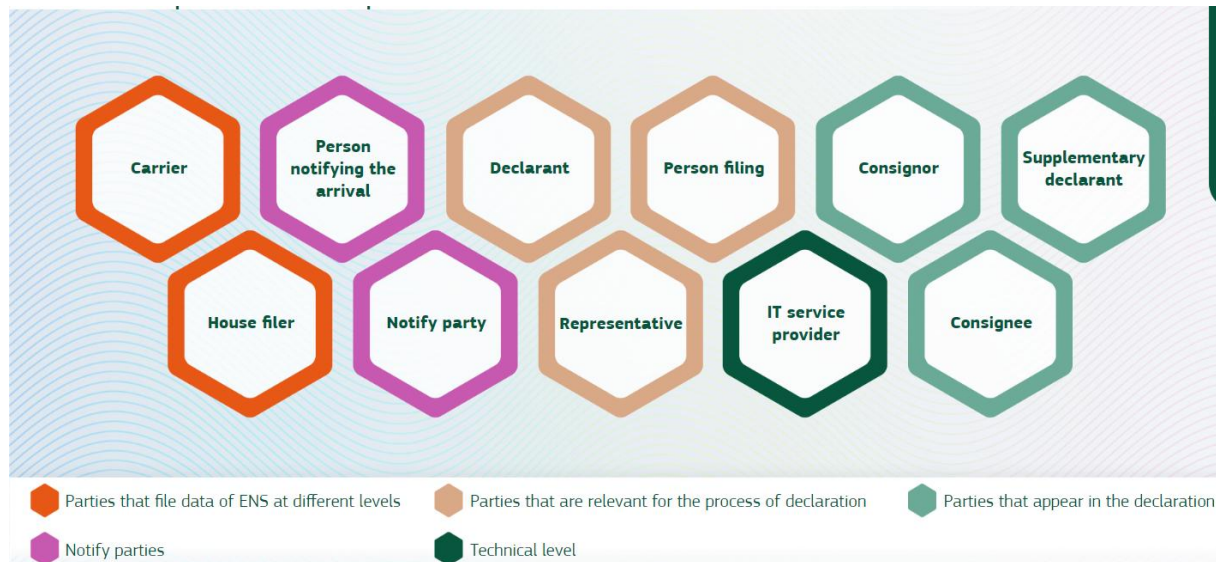 Carrier
Person
notifying the
arrival
Declarant
Person filing
Consignor
Supplementary
declarant
House filer
Notify party
Representative
IT service
provider
Consignee
Parties that file data of ENS at different levels
Parties that are relevant for the process of declaration
Parties that appear in the declaration
Notify parties
Technical level